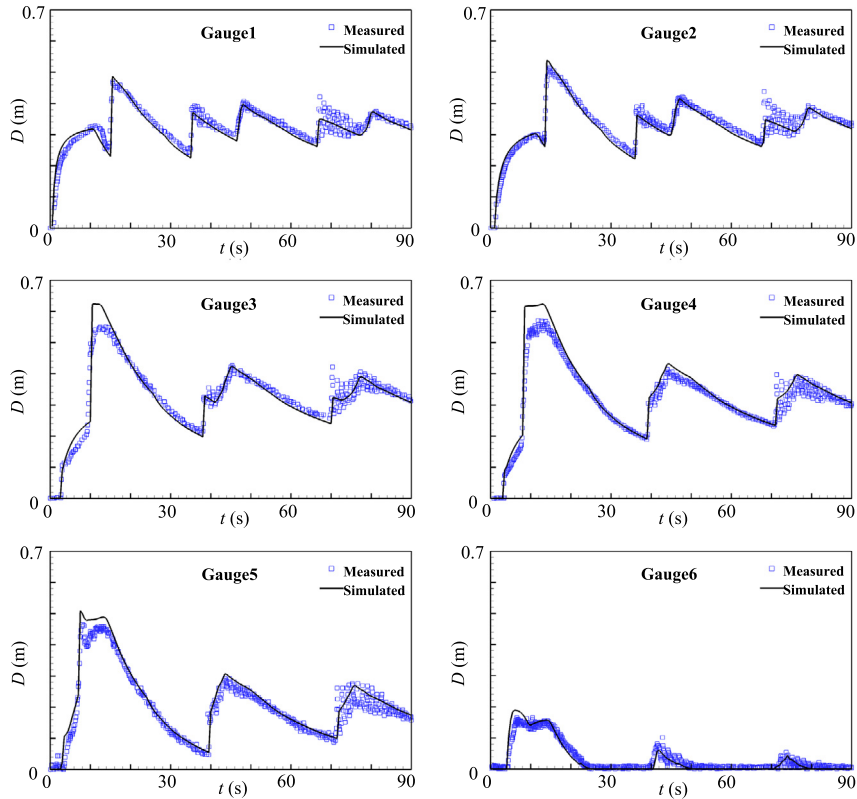 0.7
Gauge1
Measured
Simulated
D (m)
0
0
30
60
90
t (s)
0.7
Gauge2
Measured
Simulated
D (m)
0
0
30
60
90
t (s)
0.7
Gauge3
Measured
Simulated
D (m)
0
0
30
60
90
t (s)
0.7
Gauge4
Measured
Simulated
D (m)
0
0
30
60
90
t (s)
0.7
Gauge5
Measured
Simulated
D (m)
0
0
30
60
90
t (s)
0.7
Gauge6
Measured
Simulated
D (m)
0
0
30
60
90
t (s)